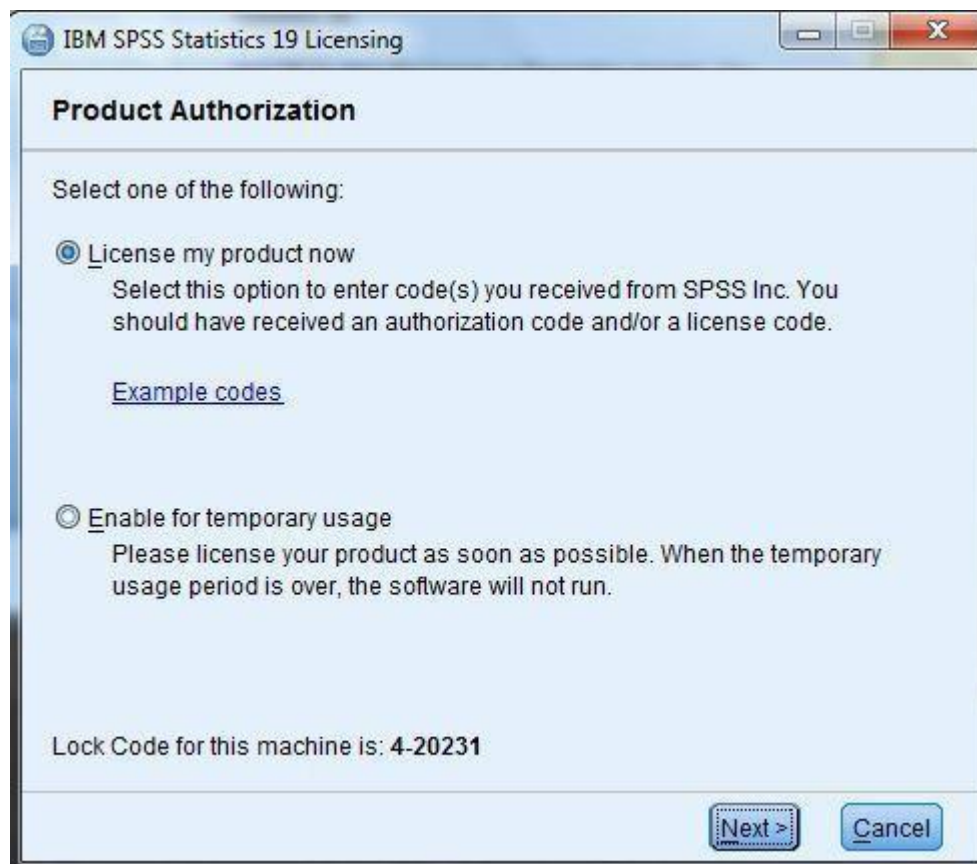 IBM SPSS Statistics 19 Licensing
Product Authorization
Select one of the following:
License my product now
Select this option to enter code(s) you received from SPSS Inc. You
should have received an authorization code and/or a license code.
Example codes
Enable for temporary usage
Please license your product as soon as possible. When the temporary
usage period is over, the software will not run.
Lock Code for this machine is: 4-20231
Next > Cancel